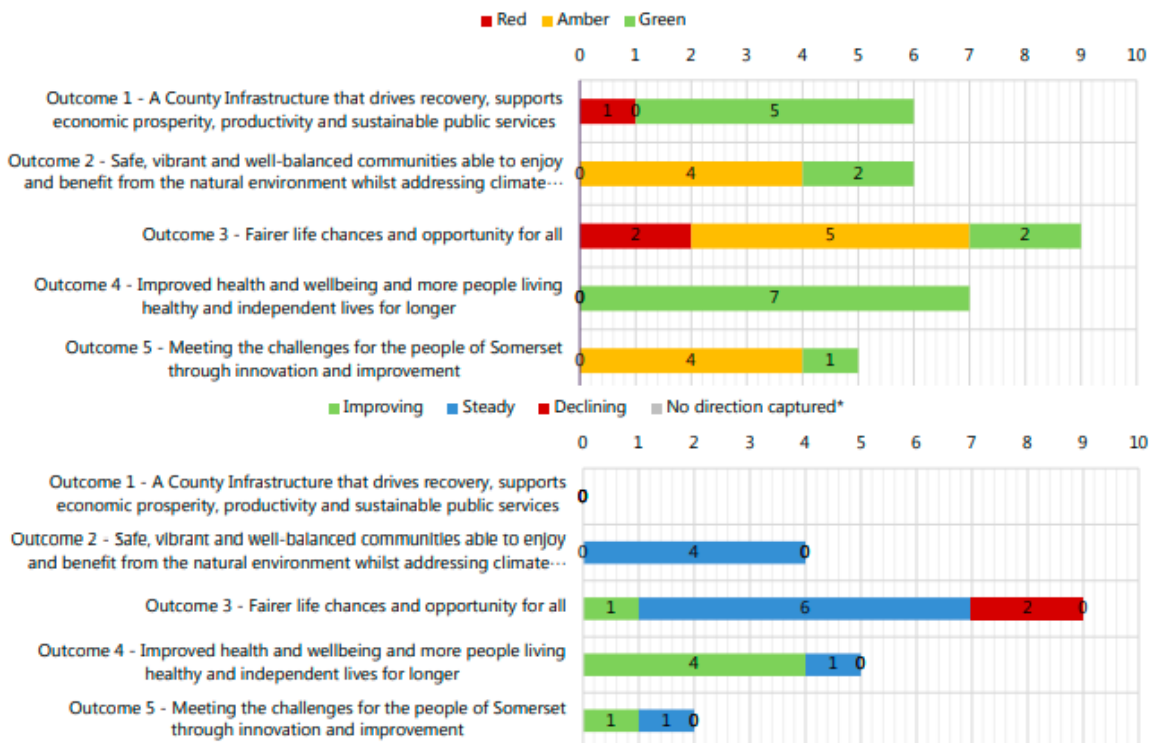 Red Amber Green
0 1 2 3 4 5 6 7 8 9 10
Outcome 1 - A County Infrastructure that drives recovery, supports
economic prosperity, productivity and sustainable public services
1 0 5
Outcome 2 - Safe, vibrant and well-balanced communities able to enjoy
and benefit from the natural environment whilst addressing climate···
0 4 2
Outcome 3 - Fairer life chances and opportunity for all
2 5 2
Outcome 4 - Improved health and wellbeing and more people living
healthy and independent lives for longer
0 7
Outcome 5 - Meeting the challenges for the people of Somerset
through innovation and improvement
0 4 1
Improving Steady Declining No direction captured*
0 1 2 3 4 5 6 7 8 9 10
Outcome 1 - A County Infrastructure that drives recovery, supports
economic prosperity, productivity and sustainable public services
0
Outcome 2 - Safe, vibrant and well-balanced communities able to enjoy
and benefit from the natural environment whilst addressing climate···
0 4 0
Outcome 3 - Fairer life chances and opportunity for all
1 6 2 0
Outcome 4 - Improved health and wellbeing and more people living
healthy and independent lives for longer
4 1 0
Outcome 5 - Meeting the challenges for the people of Somerset
through innovation and improvement
1 1 0